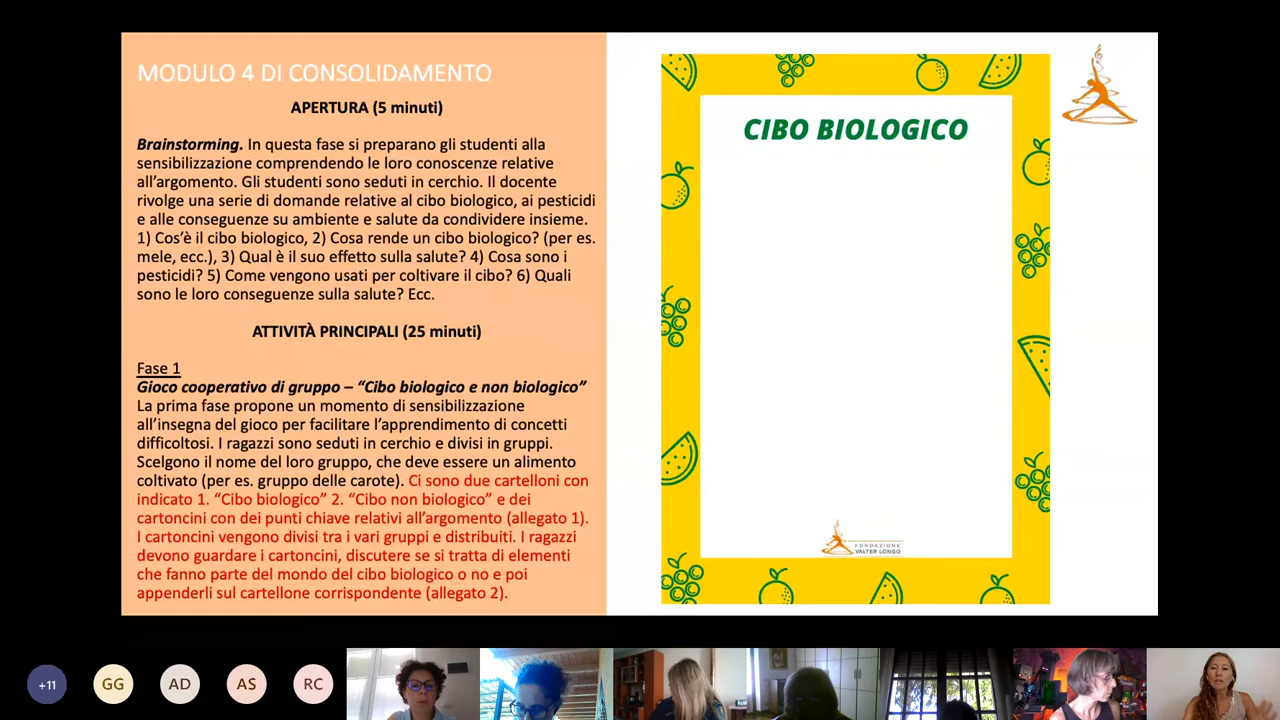 MODULO 4 DI CONSOLIDAMENTO
APERTURA (5 minuti)
Brainstorming. In questa fase si preparano gli studenti alla
sensibilizzazione comprendendo le loro conoscenze relative
all’argomento. Gli studenti sono seduti in cerchio. Il docente
rivolge una serie di domande relative al cibo biologico, ai pesticidi
e alle conseguenze su ambiente e salute da condividere insieme.
1) Cos’è il cibo biologico, 2) Cosa rende un cibo biologico? (per es.
mele, ecc.), 3) Qual è il suo effetto sulla salute? 4) Cosa sono i
pesticidi? 5) Come vengono usati per coltivare il cibo? 6) Quali
sono le loro conseguenze sulla salute? Ecc.
ATTIVITÀ PRINCIPALI (25 minuti)
Fase 1
Gioco cooperativo di gruppo – “Cibo biologico e non biologico”
La prima fase propone un momento di sensibilizzazione
all’insegna del gioco per facilitare l’apprendimento di concetti
difficoltosi. I ragazzi sono seduti in cerchio e divisi in gruppi.
Scelgono il nome del loro gruppo, che deve essere un alimento
coltivato (per es. gruppo delle carote). Ci sono due cartelloni con
indicato 1. “Cibo biologico” 2. “Cibo non biologico” e dei
cartoncini con dei punti chiave relativi all’argomento (allegato 1).
I cartoncini vengono divisi tra i vari gruppi e distribuiti. I ragazzi
devono guardare i cartoncini, discutere se si tratta di elementi
che fanno parte del mondo del cibo biologico o no e poi
appenderli sul cartellone corrispondente (allegato 2).
CIBO BIOLOGICO
FONDAZIONE
VALTER LONGO
+11
GG
AD
AS
RC